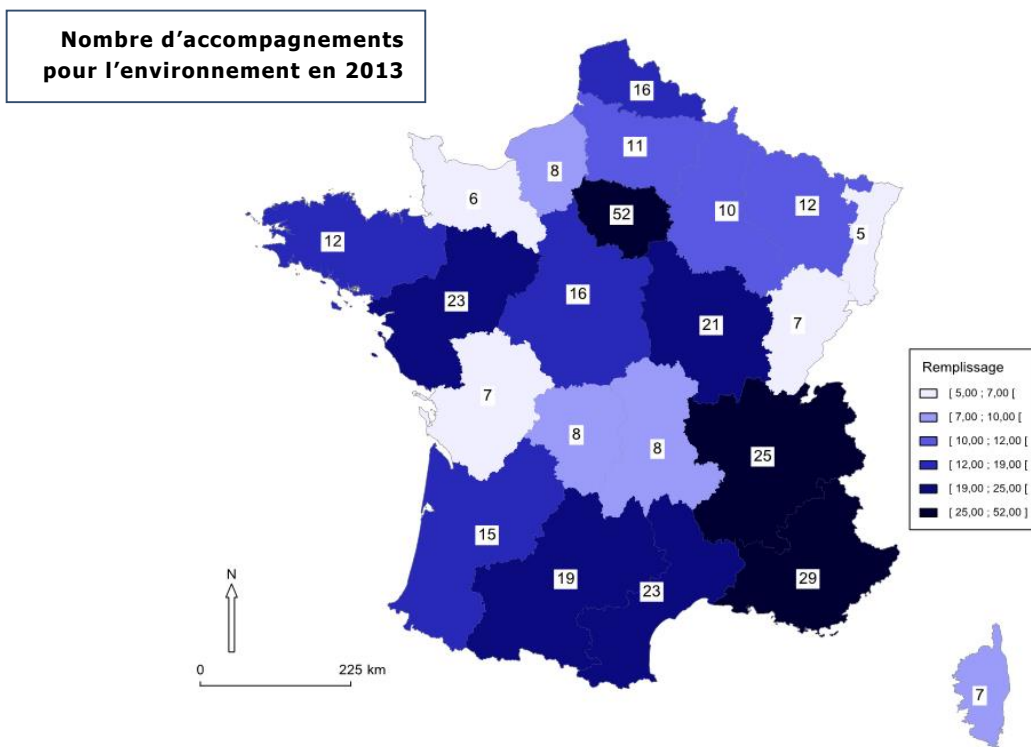 Nombre d’accompagnements
pour l’environnement en 2013
16
11
8
6
52
10
12
5
12
23
16
21
7
7
8
8
25
15
19
23
29
7
Remplissage
[ 5,00 ; 7,00 [
[ 7,00 ; 10,00 [
[ 10,00 ; 12,00 [
[ 12,00 ; 19,00 [
[ 19,00 ; 25,00 [
[ 25,00 ; 52,00 ]
N
0 225 km